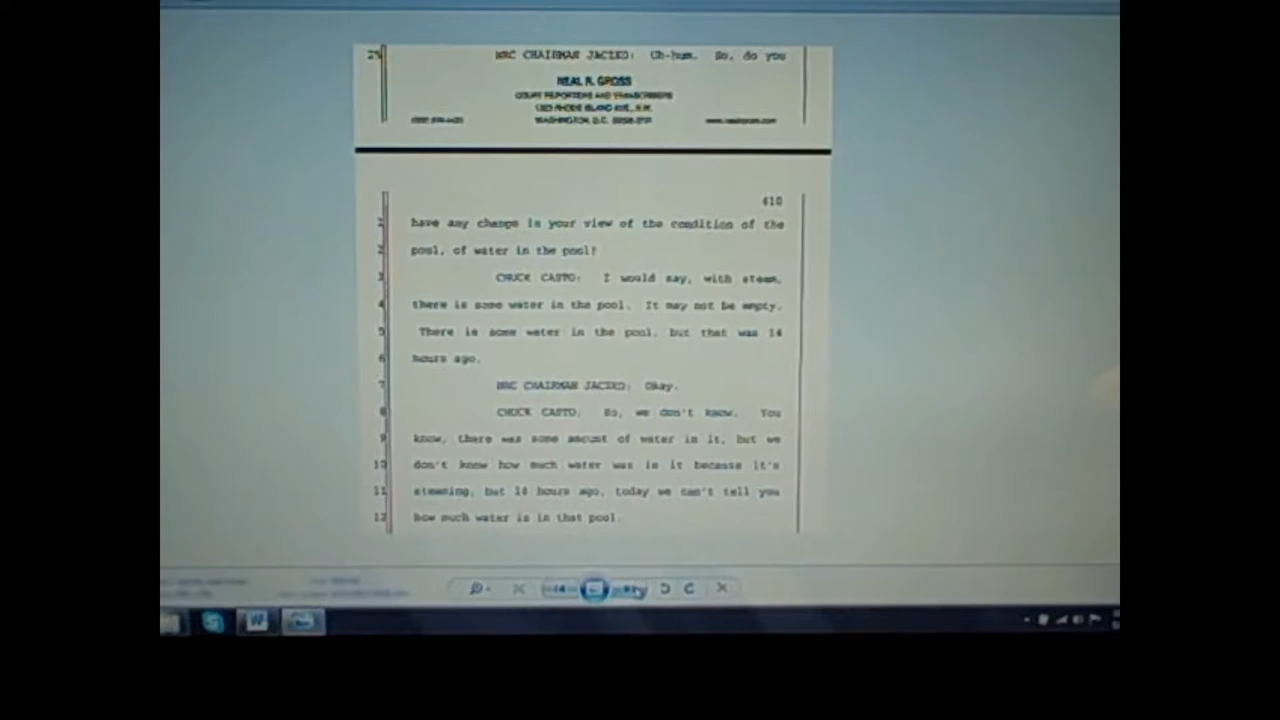 25 NRC CHAIRMAN JACZKO: Uh-hum. So, do you
NEAL R. GROSS
COURT REPORTERS AND TRANSCRIBERS
1323 RHODE ISLAND AVE., N.W.
WASHINGTON, D.C.
610
1 have any change in your view of the condition of the
2 pool, of water in the pool?
3 CHUCK CASTO: I would say, with steam,
4 there is some water in the pool. It may not be empty.
5 There is some water in the pool, but that was 14
6 hours ago.
7 NRC CHAIRMAN JACZKO: Okay.
8 CHUCK CASTO: So, we don't know. You
9 know, there was some amount of water in it, but we
10 don't know how much water was in it because it's
11 steaming, but 14 hours ago, today we can't tell you
12 how much water is in that pool.